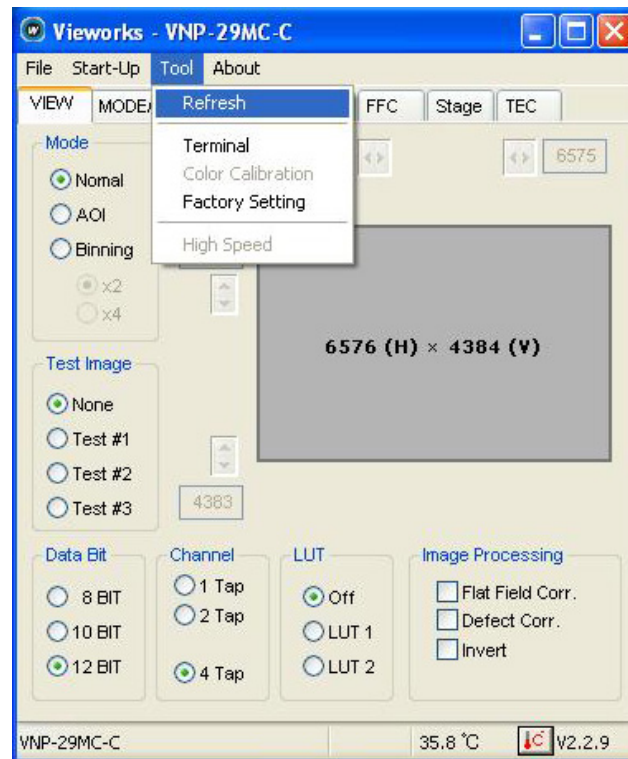 Vieworks - VNP-29MC-C
File Start-Up Tool About
VIEW MODE/ FFC Stage TEC
Refresh
Terminal
Color Calibration
Factory Setting
High Speed
6575
Mode
Nomal
AOI
Binning
x2
x4
6576 (H) × 4384 (V)
Test Image
None
Test #1
Test #2
Test #3
4383
Data Bit
8 BIT
10 BIT
12 BIT
Channel
1 Tap
2 Tap
4 Tap
LUT
Off
LUT 1
LUT 2
Image Processing
Flat Field Corr.
Defect Corr.
Invert
VNP-29MC-C 35.8 ℃ C V2.2.9